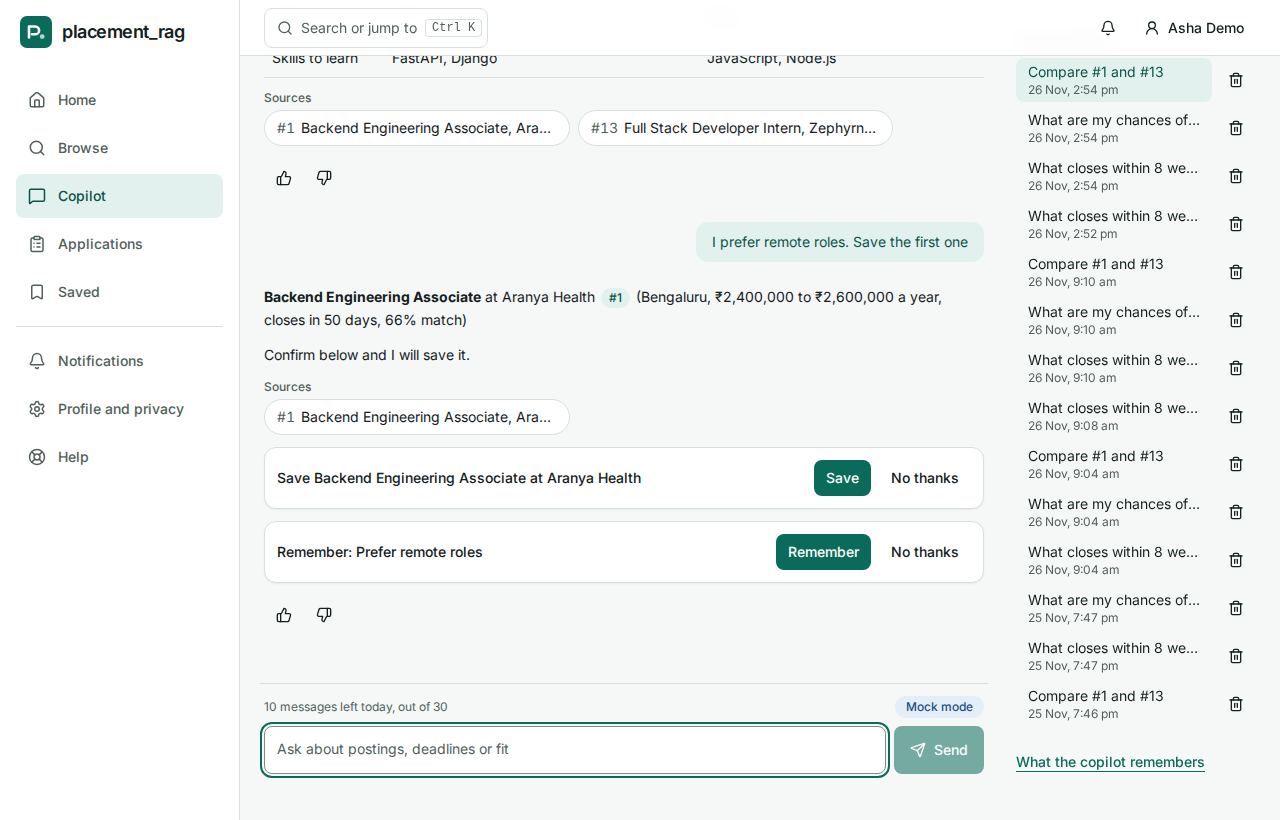 placement_rag
Search or jump to Ctrl K
Asha Demo
Home
Browse
Copilot
Applications
Saved
Notifications
Profile and privacy
Help
Skills to learn FastAPI, Django JavaScript, Node.js
Sources
#1 Backend Engineering Associate, Ara...
#13 Full Stack Developer Intern, Zephyrn...
I prefer remote roles. Save the first one
Backend Engineering Associate at Aranya Health #1 (Bengaluru, ₹2,400,000 to ₹2,600,000 a year,
closes in 50 days, 66% match)
Confirm below and I will save it.
Sources
#1 Backend Engineering Associate, Ara...
Save Backend Engineering Associate at Aranya Health Save No thanks
Remember: Prefer remote roles Remember No thanks
10 messages left today, out of 30 Mock mode
Ask about postings, deadlines or fit Send
Compare #1 and #13
26 Nov, 2:54 pm
What are my chances of...
26 Nov, 2:54 pm
What closes within 8 we...
26 Nov, 2:54 pm
What closes within 8 we...
26 Nov, 2:52 pm
Compare #1 and #13
26 Nov, 9:10 am
What are my chances of...
26 Nov, 9:10 am
What closes within 8 we...
26 Nov, 9:10 am
What closes within 8 we...
26 Nov, 9:08 am
Compare #1 and #13
26 Nov, 9:04 am
What are my chances of...
26 Nov, 9:04 am
What closes within 8 we...
26 Nov, 9:04 am
What are my chances of...
25 Nov, 7:47 pm
What closes within 8 we...
25 Nov, 7:47 pm
Compare #1 and #13
25 Nov, 7:46 pm
What the copilot remembers